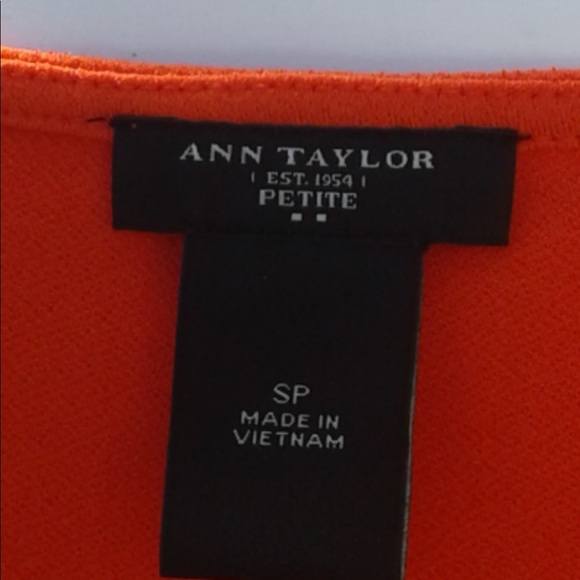 ANN TAYLOR
| EST. 1954 |
PETITE
SP
MADE IN
VIETNAM